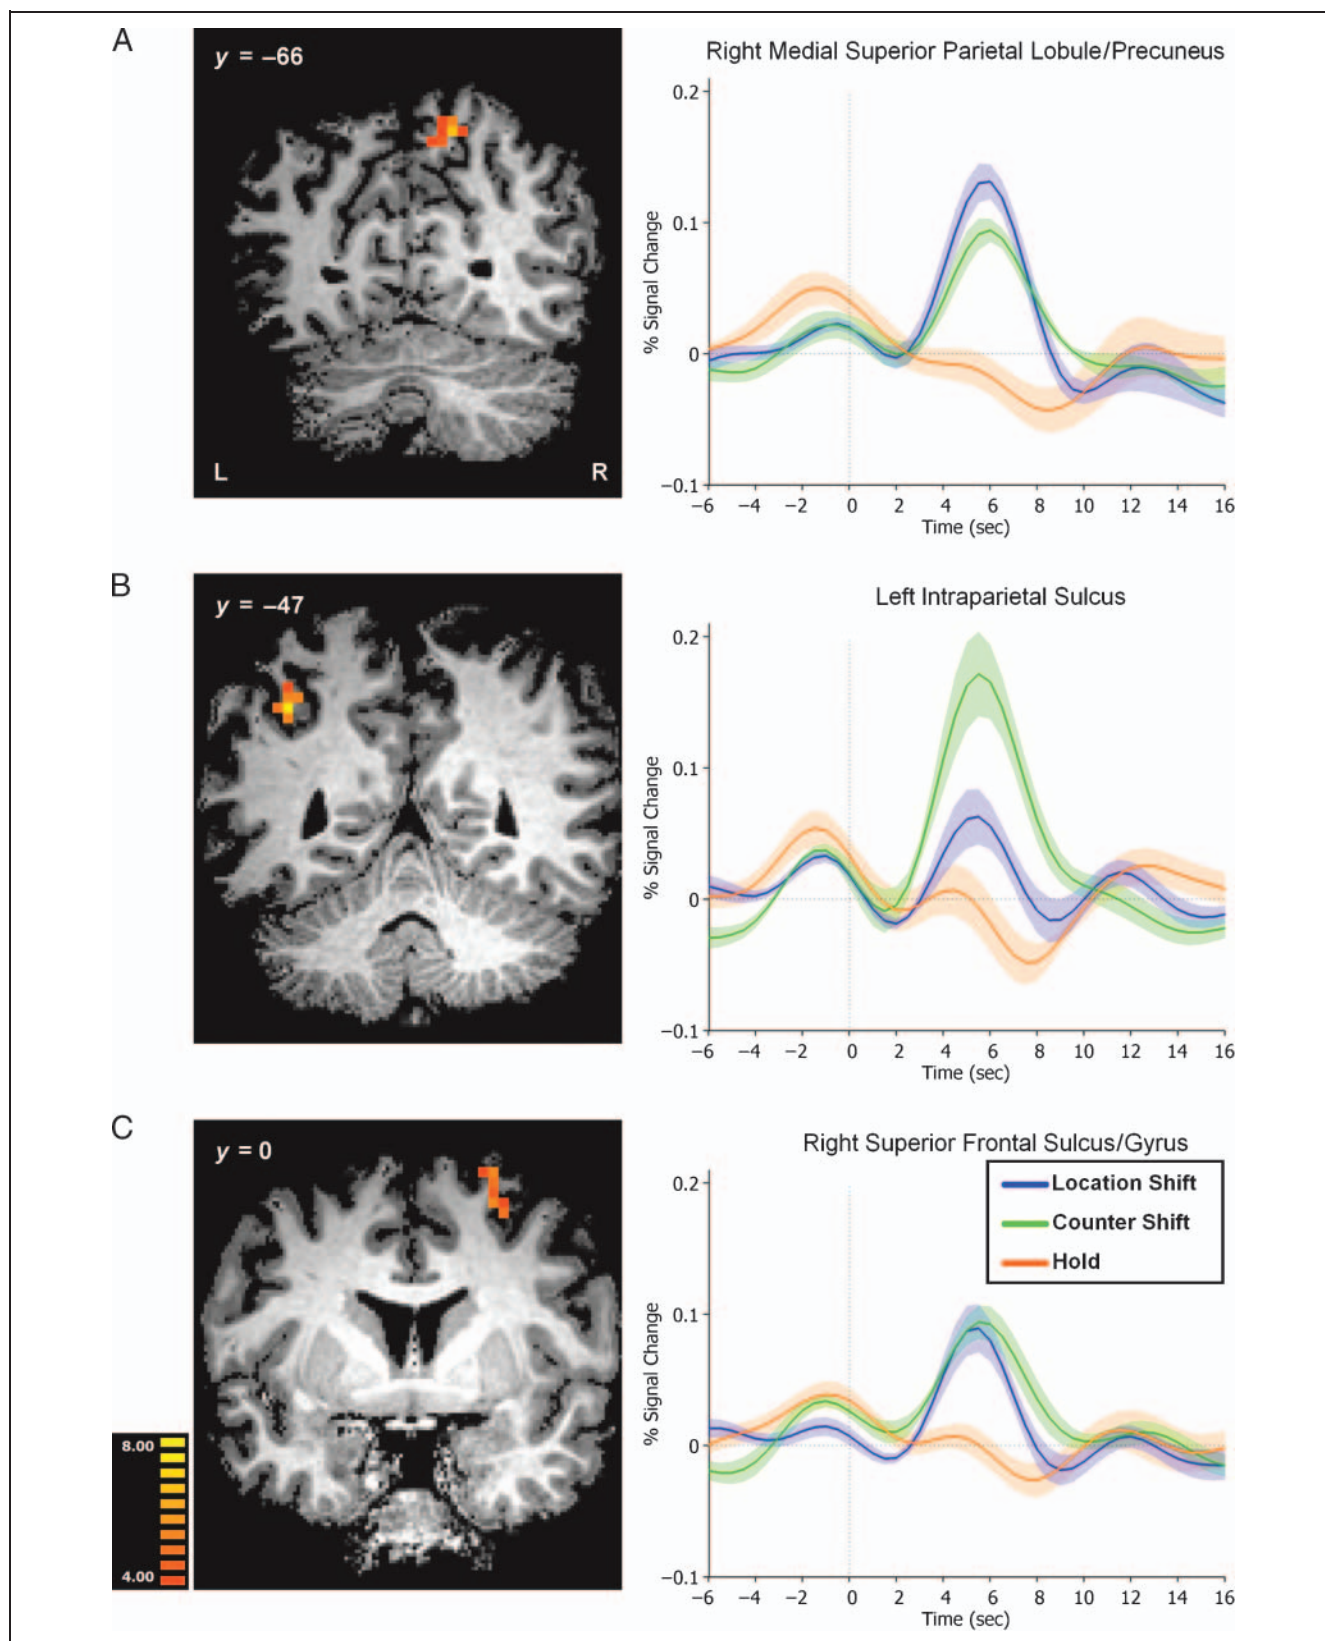 A
y = –66
L
R
Right Medial Superior Parietal Lobule/Precuneus
% Signal Change
0.2
0.1
0
−0.1
−6 −4 −2 0 2 4 6 8 10 12 14 16
Time (sec)
B
y = –47
Left Intraparietal Sulcus
% Signal Change
0.2
0.1
0
−0.1
−6 −4 −2 0 2 4 6 8 10 12 14 16
Time (sec)
C
y = 0
8.00
4.00
Right Superior Frontal Sulcus/Gyrus
Location Shift
Counter Shift
Hold
% Signal Change
0.2
0.1
0
−0.1
−6 −4 −2 0 2 4 6 8 10 12 14 16
Time (sec)